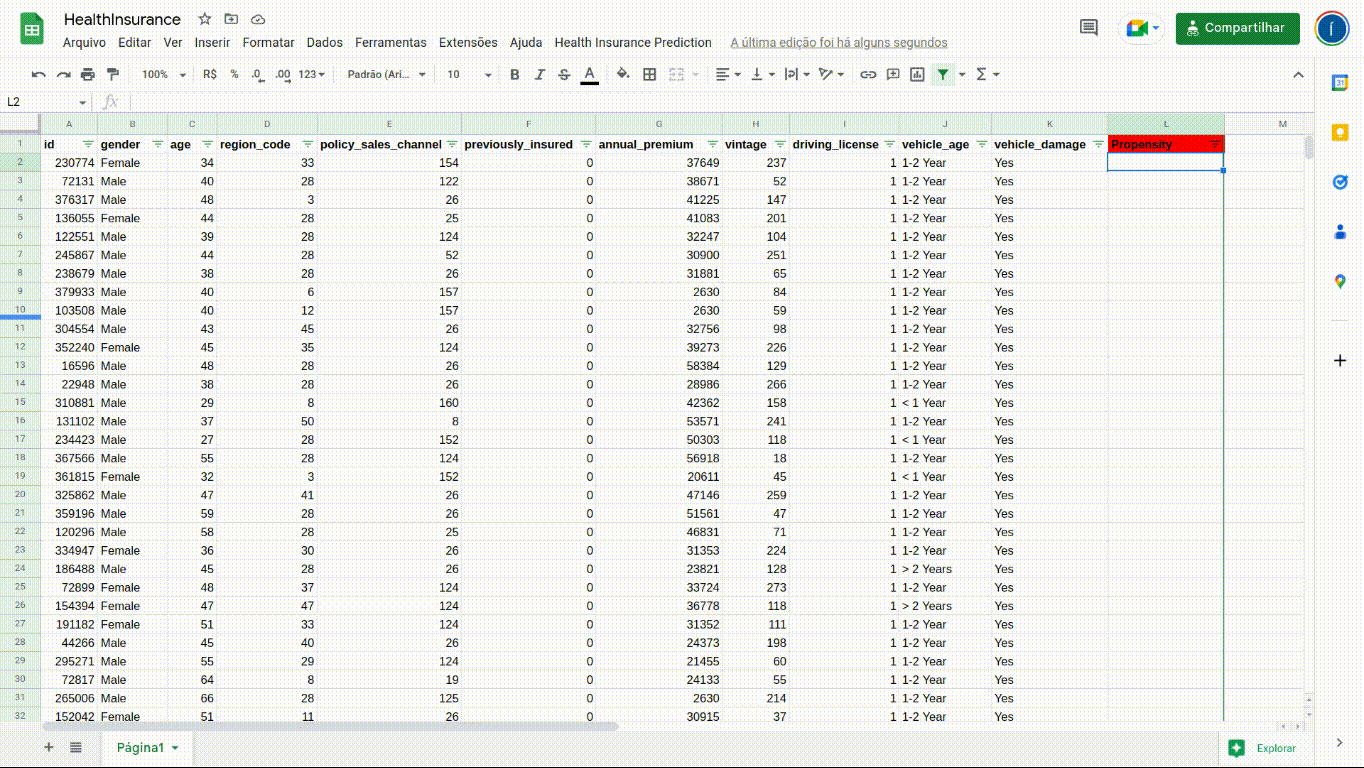 HealthInsurance
Arquivo Editar Ver Inserir Formatar Dados Ferramentas Extensões Ajuda Health Insurance Prediction A última edição foi há alguns segundos
Compartilhar
100% R$ % .0 .00 123 Padrão (Ari... 10 B I S A
L2 fx
A B C D E F G H I J K L M
1 id gender age region_code policy_sales_channel previously_insured annual_premium vintage driving_license vehicle_age vehicle_damage Propensity
2 230774 Female 34 33 154 0 37649 237 1 1-2 Year Yes
3 72131 Male 40 28 122 0 38671 52 1 1-2 Year Yes
4 376317 Male 48 3 26 0 41225 147 1 1-2 Year Yes
5 136055 Female 44 28 25 0 41083 201 1 1-2 Year Yes
6 122551 Male 39 28 124 0 32247 104 1 1-2 Year Yes
7 245867 Male 44 28 52 0 30900 251 1 1-2 Year Yes
8 238679 Male 38 28 26 0 31881 65 1 1-2 Year Yes
9 379933 Male 40 6 157 0 2630 84 1 1-2 Year Yes
10 103508 Male 40 12 157 0 2630 59 1 1-2 Year Yes
11 304554 Male 43 45 26 0 32756 98 1 1-2 Year Yes
12 352240 Female 45 35 124 0 39273 226 1 1-2 Year Yes
13 16596 Male 48 28 26 0 58384 129 1 1-2 Year Yes
14 22948 Male 38 28 26 0 28986 266 1 1-2 Year Yes
15 310881 Male 29 8 160 0 42362 158 1 < 1 Year Yes
16 131102 Male 37 50 8 0 53571 241 1 1-2 Year Yes
17 234423 Male 27 28 152 0 50303 118 1 < 1 Year Yes
18 367566 Male 55 28 124 0 56918 18 1 1-2 Year Yes
19 361815 Female 32 3 152 0 20611 45 1 < 1 Year Yes
20 325862 Male 47 41 26 0 47146 259 1 1-2 Year Yes
21 359196 Male 59 28 26 0 51561 47 1 1-2 Year Yes
22 120296 Male 58 28 25 0 46831 71 1 1-2 Year Yes
23 334947 Female 36 30 26 0 31353 224 1 1-2 Year Yes
24 186488 Male 45 28 26 0 23821 128 1 > 2 Years Yes
25 72899 Female 48 37 124 0 33724 273 1 1-2 Year Yes
26 154394 Female 47 47 124 0 36778 118 1 > 2 Years Yes
27 191182 Female 51 33 124 0 31352 111 1 1-2 Year Yes
28 44266 Male 45 40 26 0 24373 198 1 1-2 Year Yes
29 295271 Male 55 29 124 0 21455 60 1 1-2 Year Yes
30 72817 Male 64 8 19 0 24133 55 1 1-2 Year Yes
31 265006 Male 66 28 125 0 2630 214 1 1-2 Year Yes
32 152042 Female 51 11 26 0 30915 37 1 1-2 Year Yes
Página1
Explorar